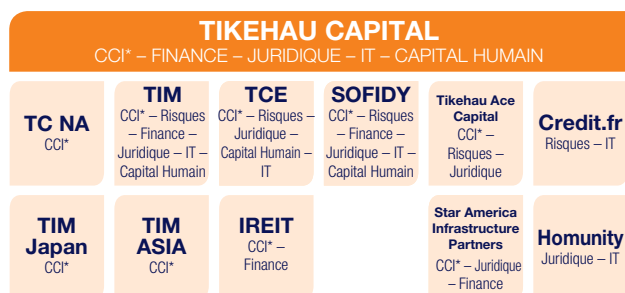 TIKEHAU CAPITAL
CCI* – FINANCE – JURIDIQUE – IT – CAPITAL HUMAIN
TC NA
CCI*
TIM
CCI* – Risques
– Finance –
Juridique – IT –
Capital Humain
TCE
CCI* – Risques –
Juridique –
Capital Humain –
IT
SOFIDY
CCI* – Risques
– Finance –
Juridique – IT –
Capital Humain
Tikehau Ace
Capital
CCI* –
Risques –
Juridique
Credit.fr
Risques – IT
TIM
Japan
CCI*
TIM
ASIA
CCI*
IREIT
CCI* –
Finance
Star America
Infrastructure
Partners
CCI* – Juridique
– Finance
Homunity
Juridique – IT